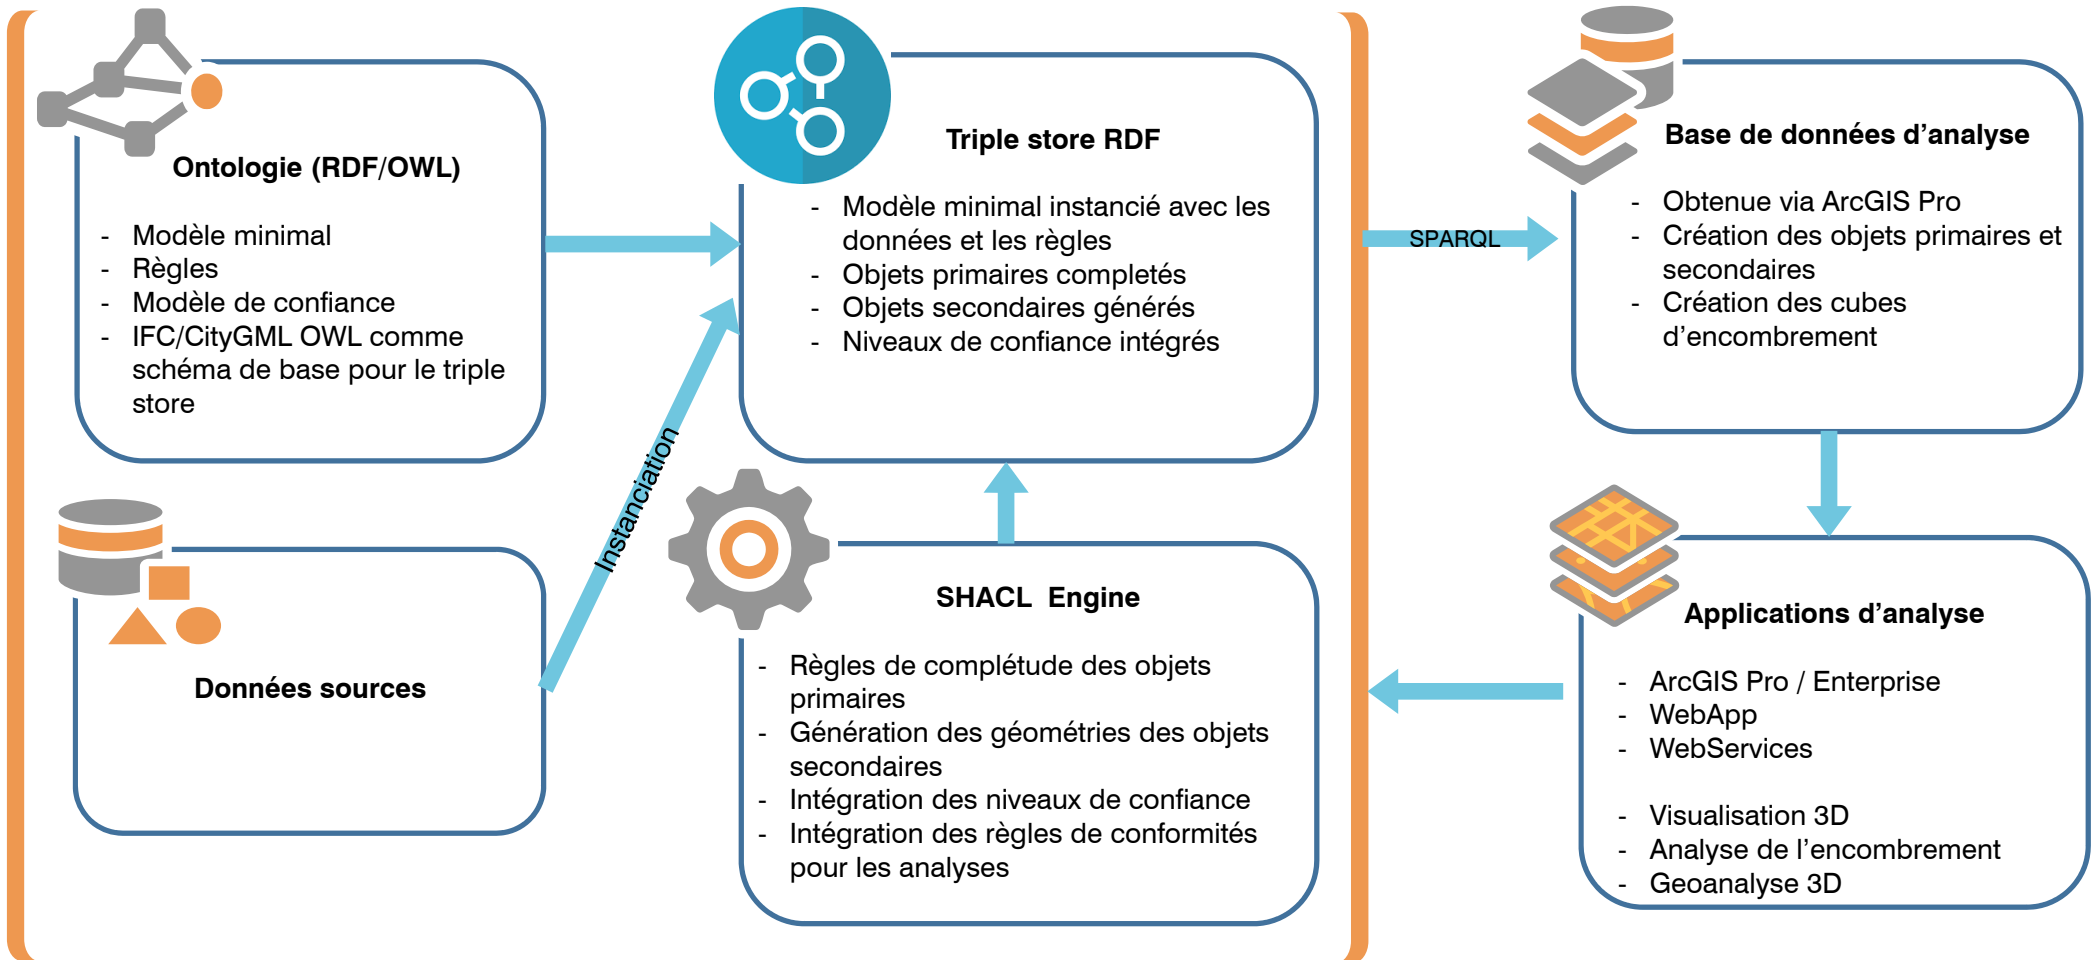 Ontologie (RDF/OWL)
- Modèle minimal
- Règles
- Modèle de confiance
- IFC/CityGML OWL comme
schéma de base pour le triple
store
Données sources
Instanciation
Triple store RDF
- Modèle minimal instancié avec les
données et les règles
- Objets primaires completés
- Objets secondaires générés
- Niveaux de confiance intégrés
SHACL  Engine
- Règles de complétude des objets
primaires
- Génération des géométries des objets
secondaires
- Intégration des niveaux de confiance
- Intégration des règles de conformités
pour les analyses
SPARQL
Base de données d’analyse
- Obtenue via ArcGIS Pro
- Création des objets primaires et
secondaires
- Création des cubes
d’encombrement
Applications d’analyse
- ArcGIS Pro / Enterprise
- WebApp
- WebServices
- Visualisation 3D
- Analyse de l’encombrement
- Geoanalyse 3D